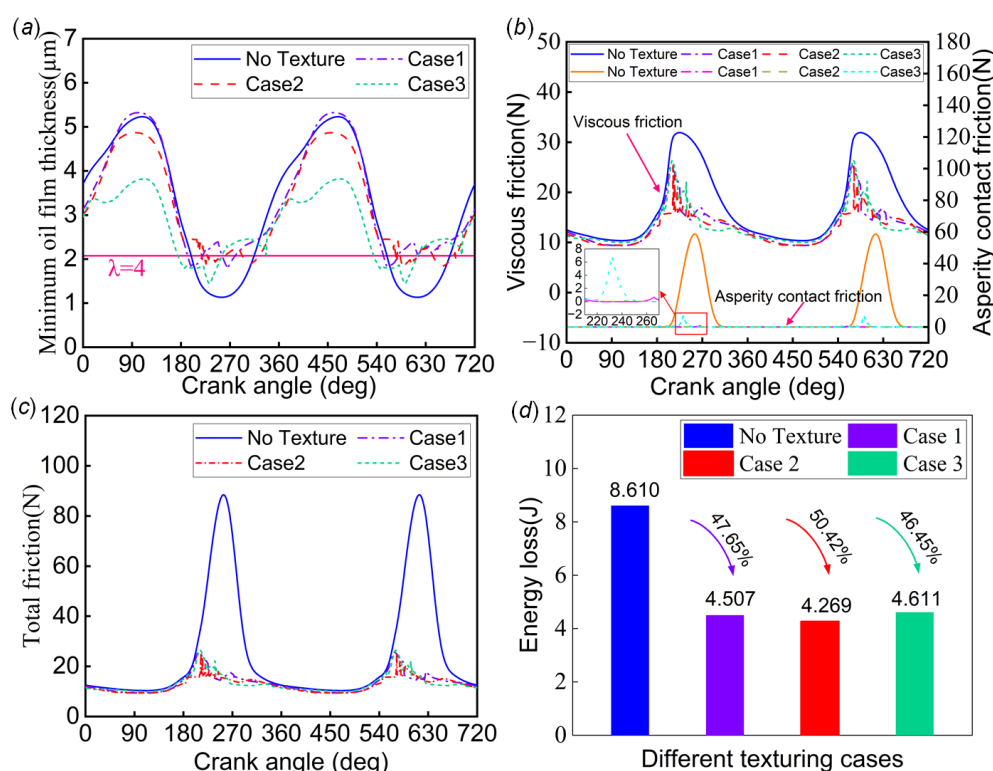 (a)
Minimum oil film thickness(μm)
7
6
5
4
3
2
1
0
No Texture
Case1
Case2
Case3
λ=4
0 90 180 270 360 450 540 630 720
Crank angle (deg)
(b)
Viscous friction(N)
50
40
30
20
10
0
−10
No Texture Case1 Case2 Case3
No Texture Case1 Case2 Case3
Viscous friction
Asperity contact friction
8
6
4
2
0
−2
220 240 260
180
160
140
120
100
80
60
40
20
0
−10
Asperity contact friction(N)
0 90 180 270 360 450 540 630 720
Crank angle (deg)
(c)
Total friction(N)
120
100
80
60
40
20
0
No Texture
Case1
Case2
Case3
0 90 180 270 360 450 540 630 720
Crank angle (deg)
(d)
Energy loss(J)
12
10
8
6
4
2
0
No Texture
Case 1
Case 2
Case 3
8.610
47.65%
50.42%
46.45%
4.507
4.269
4.611
Different texturing cases